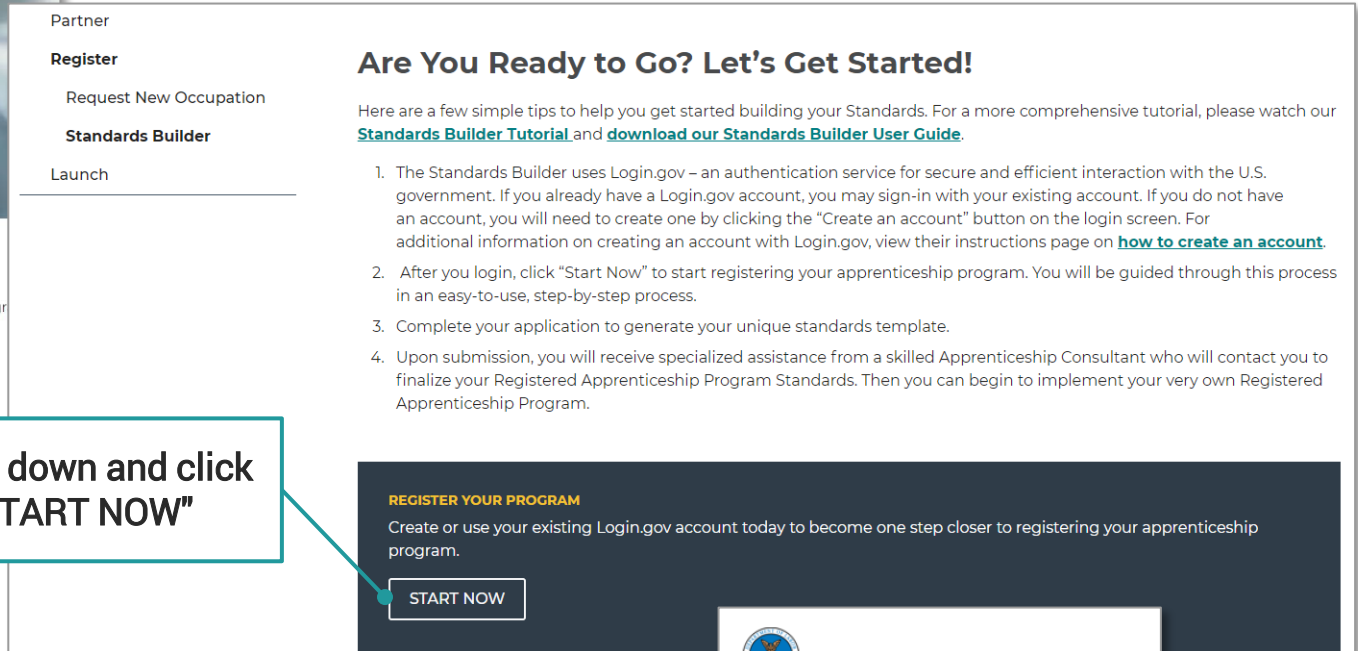 Partner
Register
Request New Occupation
Standards Builder
Launch
Are You Ready to Go? Let's Get Started!
Here are a few simple tips to help you get started building your Standards. For a more comprehensive tutorial, please watch our
Standards Builder Tutorial and download our Standards Builder User Guide.
1. The Standards Builder uses Login.gov – an authentication service for secure and efficient interaction with the U.S.
government. If you already have a Login.gov account, you may sign-in with your existing account. If you do not have
an account, you will need to create one by clicking the “Create an account” button on the login screen. For
additional information on creating an account with Login.gov, view their instructions page on how to create an account.
2. After you login, click “Start Now” to start registering your apprenticeship program. You will be guided through this process
in an easy-to-use, step-by-step process.
3. Complete your application to generate your unique standards template.
4. Upon submission, you will receive specialized assistance from a skilled Apprenticeship Consultant who will contact you to
finalize your Registered Apprenticeship Program Standards. Then you can begin to implement your very own Registered
Apprenticeship Program.
down and click
TART NOW"
REGISTER YOUR PROGRAM
Create or use your existing Login.gov account today to become one step closer to registering your apprenticeship
program.
START NOW